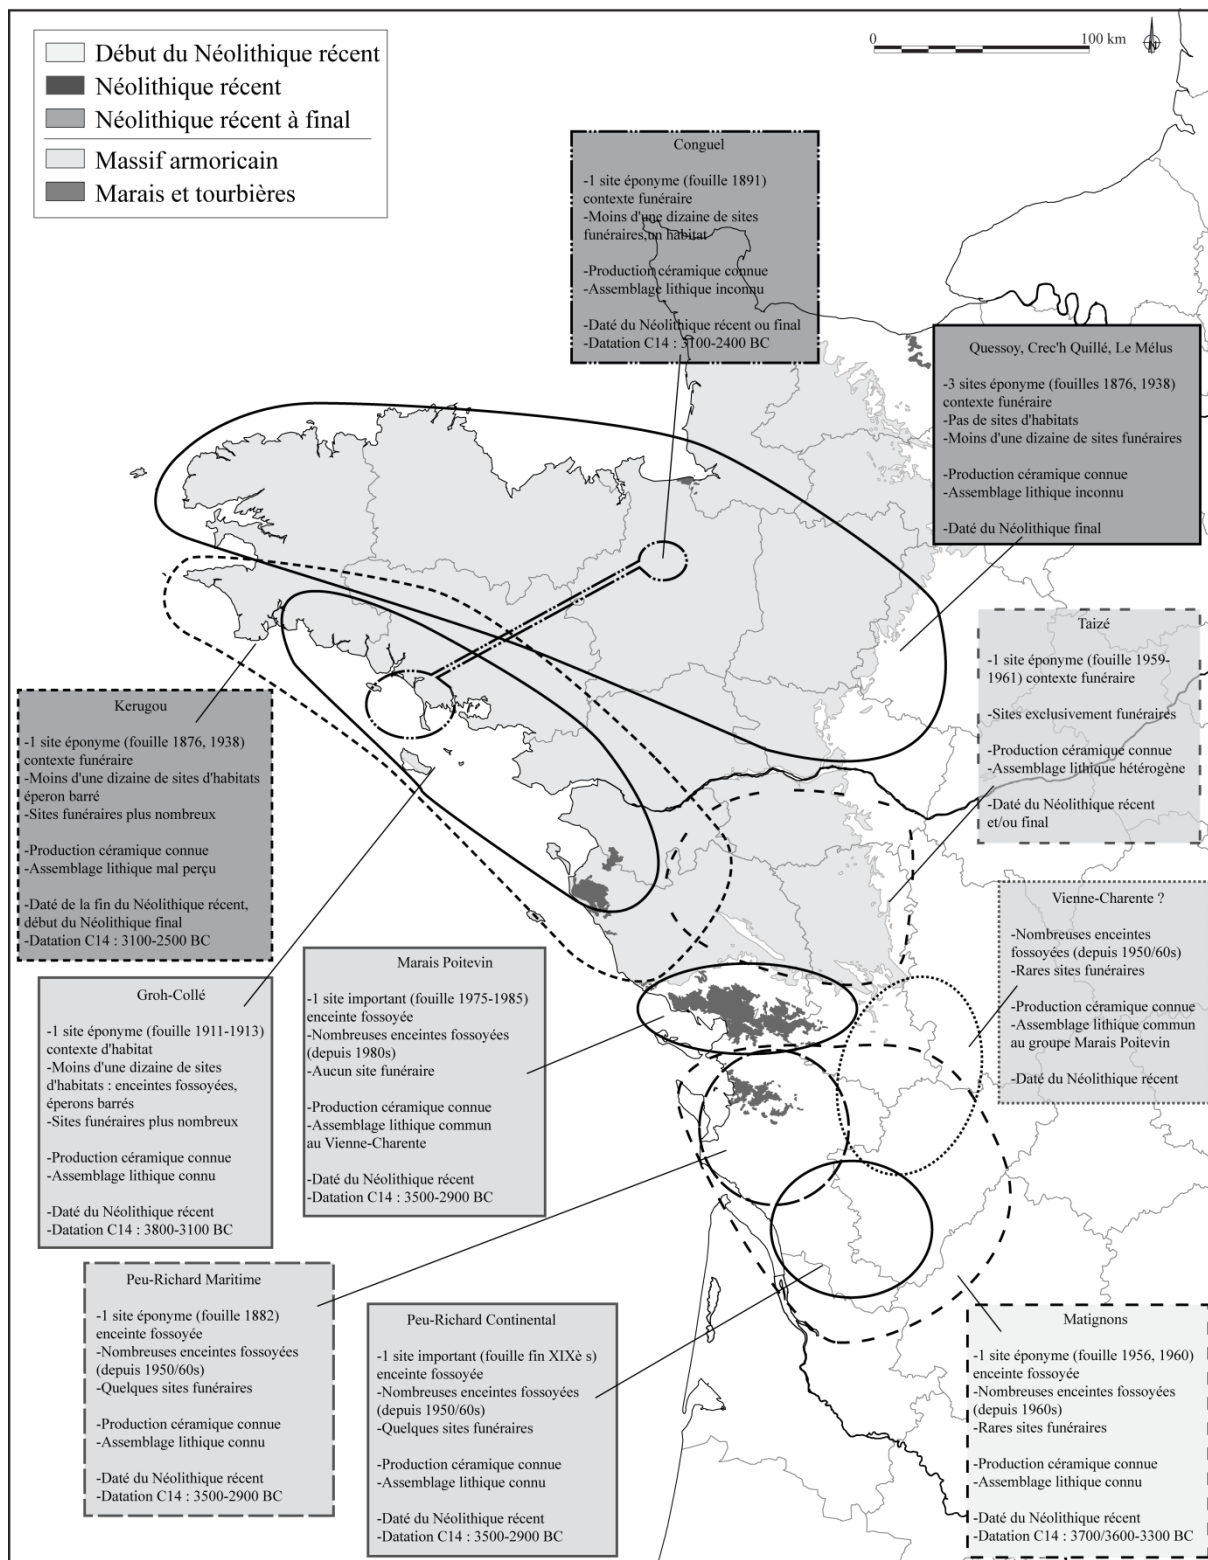 Début du Néolithique récent
Néolithique récent
Néolithique récent à final
Massif armoricain
Marais et tourbières
0
100 km
N
Conguel
-1 site éponyme (fouille 1891)
contexte funéraire
-Moins d'une dizaine de sites
funéraires,un habitat
-Production céramique connue
-Assemblage lithique inconnu
-Daté du Néolithique récent ou final
-Datation C14 : 3100-2400 BC
Quessoy, Crec'h Quillé, Le Mélus
-3 sites éponyme (fouilles 1876, 1938)
contexte funéraire
-Pas de sites d'habitats
-Moins d'une dizaine de sites funéraires
-Production céramique connue
-Assemblage lithique inconnu
-Daté du Néolithique final
Taizé
-1 site éponyme (fouille 1959-
1961) contexte funéraire
-Sites exclusivement funéraires
-Production céramique connue
-Assemblage lithique hétérogène
-Daté du Néolithique récent
et/ou final
Kerugou
-1 site éponyme (fouille 1876, 1938)
contexte funéraire
-Moins d'une dizaine de sites d'habitats
éperon barré
-Sites funéraires plus nombreux
-Production céramique connue
-Assemblage lithique mal perçu
-Daté de la fin du Néolithique récent,
début du Néolithique final
-Datation C14 : 3100-2500 BC
Vienne-Charente ?
-Nombreuses enceintes
fossoyées (depuis 1950/60s)
-Rares sites funéraires
-Production céramique connue
-Assemblage lithique commun
au groupe Marais Poitevin
-Daté du Néolithique récent
Marais Poitevin
-1 site important (fouille 1975-1985)
enceinte fossoyée
-Nombreuses enceintes fossoyées
(depuis 1980s)
-Aucun site funéraire
-Production céramique connue
-Assemblage lithique commun
au Vienne-Charente
-Daté du Néolithique récent
-Datation C14 : 3500-2900 BC
Groh-Collé
-1 site éponyme (fouille 1911-1913)
contexte d'habitat
-Moins d'une dizaine de sites
d'habitats : enceintes fossoyées,
éperons barrés
-Sites funéraires plus nombreux
-Production céramique connue
-Assemblage lithique connu
-Daté du Néolithique récent
-Datation C14 : 3800-3100 BC
Peu-Richard Maritime
-1 site éponyme (fouille 1882)
enceinte fossoyée
-Nombreuses enceintes fossoyées
(depuis 1950/60s)
-Quelques sites funéraires
-Production céramique connue
-Assemblage lithique connu
-Daté du Néolithique récent
-Datation C14 : 3500-2900 BC
Peu-Richard Continental
-1 site important (fouille fin XIXè s)
enceinte fossoyée
-Nombreuses enceintes fossoyées
(depuis 1950/60s)
-Quelques sites funéraires
-Production céramique connue
-Assemblage lithique connu
-Daté du Néolithique récent
-Datation C14 : 3500-2900 BC
Matignons
-1 site éponyme (fouille 1956, 1960)
enceinte fossoyée
-Nombreuses enceintes fossoyées
(depuis 1960s)
-Rares sites funéraires
-Production céramique connue
-Assemblage lithique connu
-Daté du Néolithique récent
-Datation C14 : 3700/3600-3300 BC